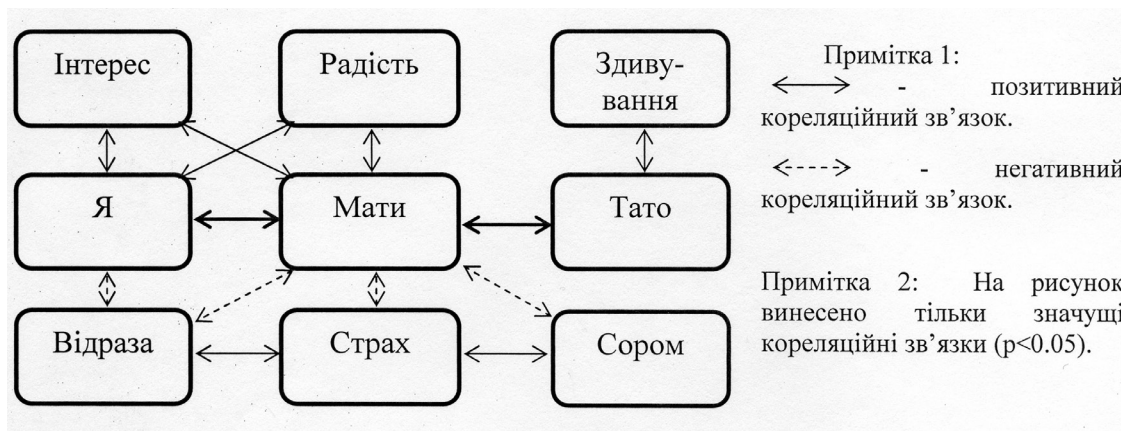 Інтерес
Радість
Здиву-
вання
Я
Мати
Тато
Відраза
Страх
Сором
Примітка 1:
- позитивний
кореляційний зв’язок.
- негативний
кореляційний зв’язок.
Примітка 2: На рисунок
винесено тільки значущі
кореляційні зв’язки (p<0.05).